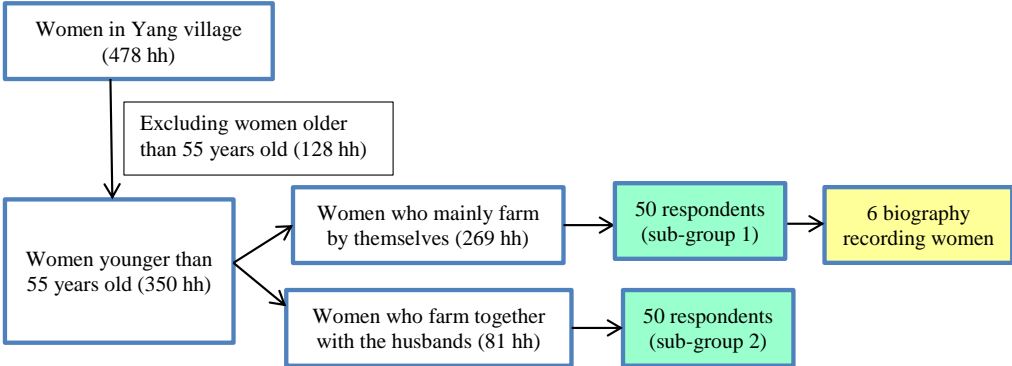 Women in Yang village
(478 hh)
Excluding women older
than 55 years old (128 hh)
Women younger than
55 years old (350 hh)
Women who mainly farm
by themselves (269 hh)
50 respondents
(sub-group 1)
6 biography
recording women
Women who farm together
with the husbands (81 hh)
50 respondents
(sub-group 2)